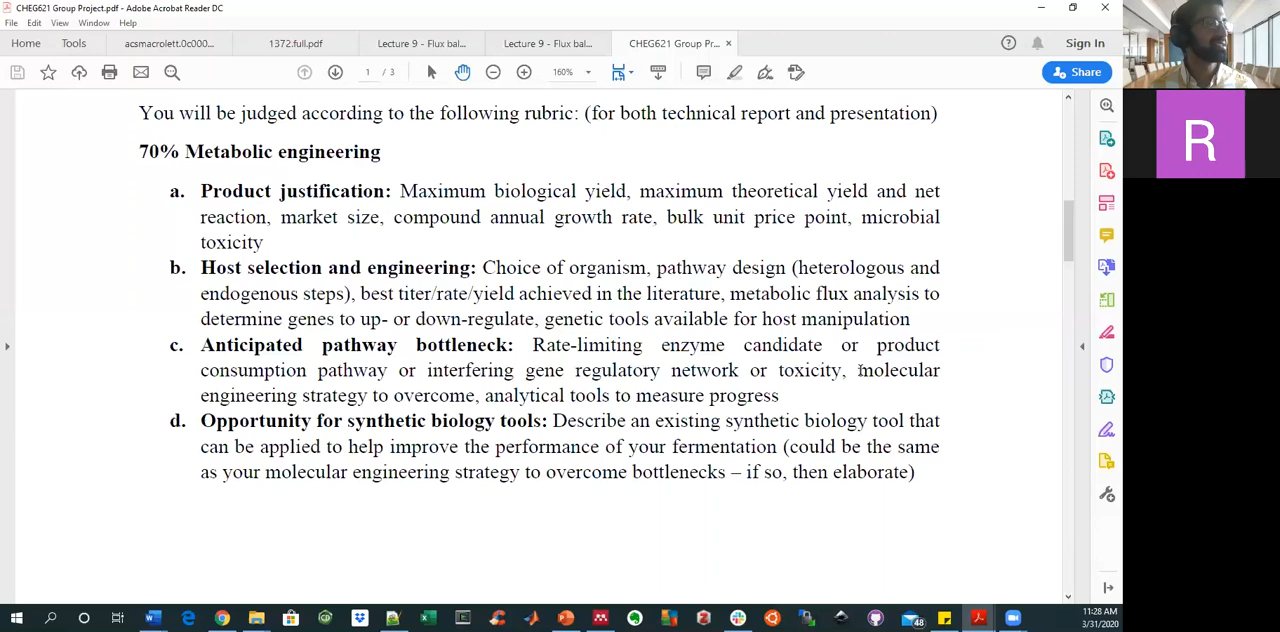 CHEG621 Group Project.pdf - Adobe Acrobat Reader DC
File Edit View Window Help
Home Tools acsmacrolett.0c000... 1372.full.pdf Lecture 9 - Flux bal... Lecture 9 - Flux bal... CHEG621 Group Pr... × Sign In
1 / 3 160% Share
You will be judged according to the following rubric: (for both technical report and presentation)
70% Metabolic engineering
a. Product justification: Maximum biological yield, maximum theoretical yield and net
reaction, market size, compound annual growth rate, bulk unit price point, microbial
toxicity
b. Host selection and engineering: Choice of organism, pathway design (heterologous and
endogenous steps), best titer/rate/yield achieved in the literature, metabolic flux analysis to
determine genes to up- or down-regulate, genetic tools available for host manipulation
c. Anticipated pathway bottleneck: Rate-limiting enzyme candidate or product
consumption pathway or interfering gene regulatory network or toxicity, molecular
engineering strategy to overcome, analytical tools to measure progress
d. Opportunity for synthetic biology tools: Describe an existing synthetic biology tool that
can be applied to help improve the performance of your fermentation (could be the same
as your molecular engineering strategy to overcome bottlenecks – if so, then elaborate)
R
48
11:28 AM
3/31/2020